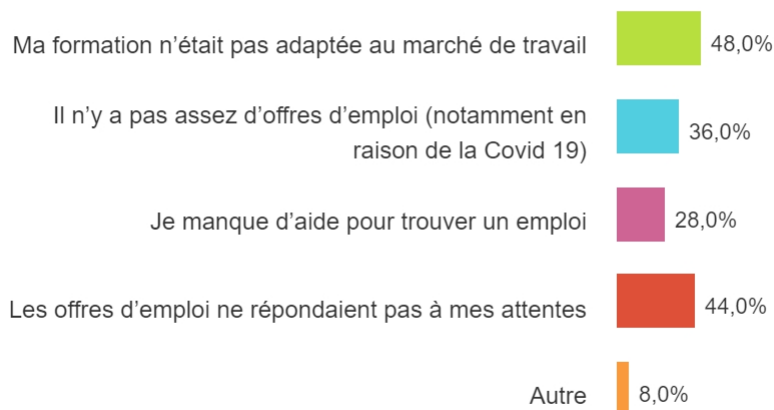 Ma formation n’était pas adaptée au marché de travail
48,0%
Il n’y a pas assez d’offres d’emploi (notamment en
raison de la Covid 19)
36,0%
Je manque d’aide pour trouver un emploi
28,0%
Les offres d’emploi ne répondaient pas à mes attentes
44,0%
Autre
8,0%